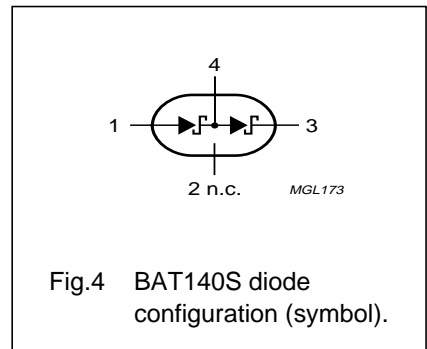 4
1 3
2 n.c. MGL173
Fig.4 BAT140S diode
configuration (symbol).